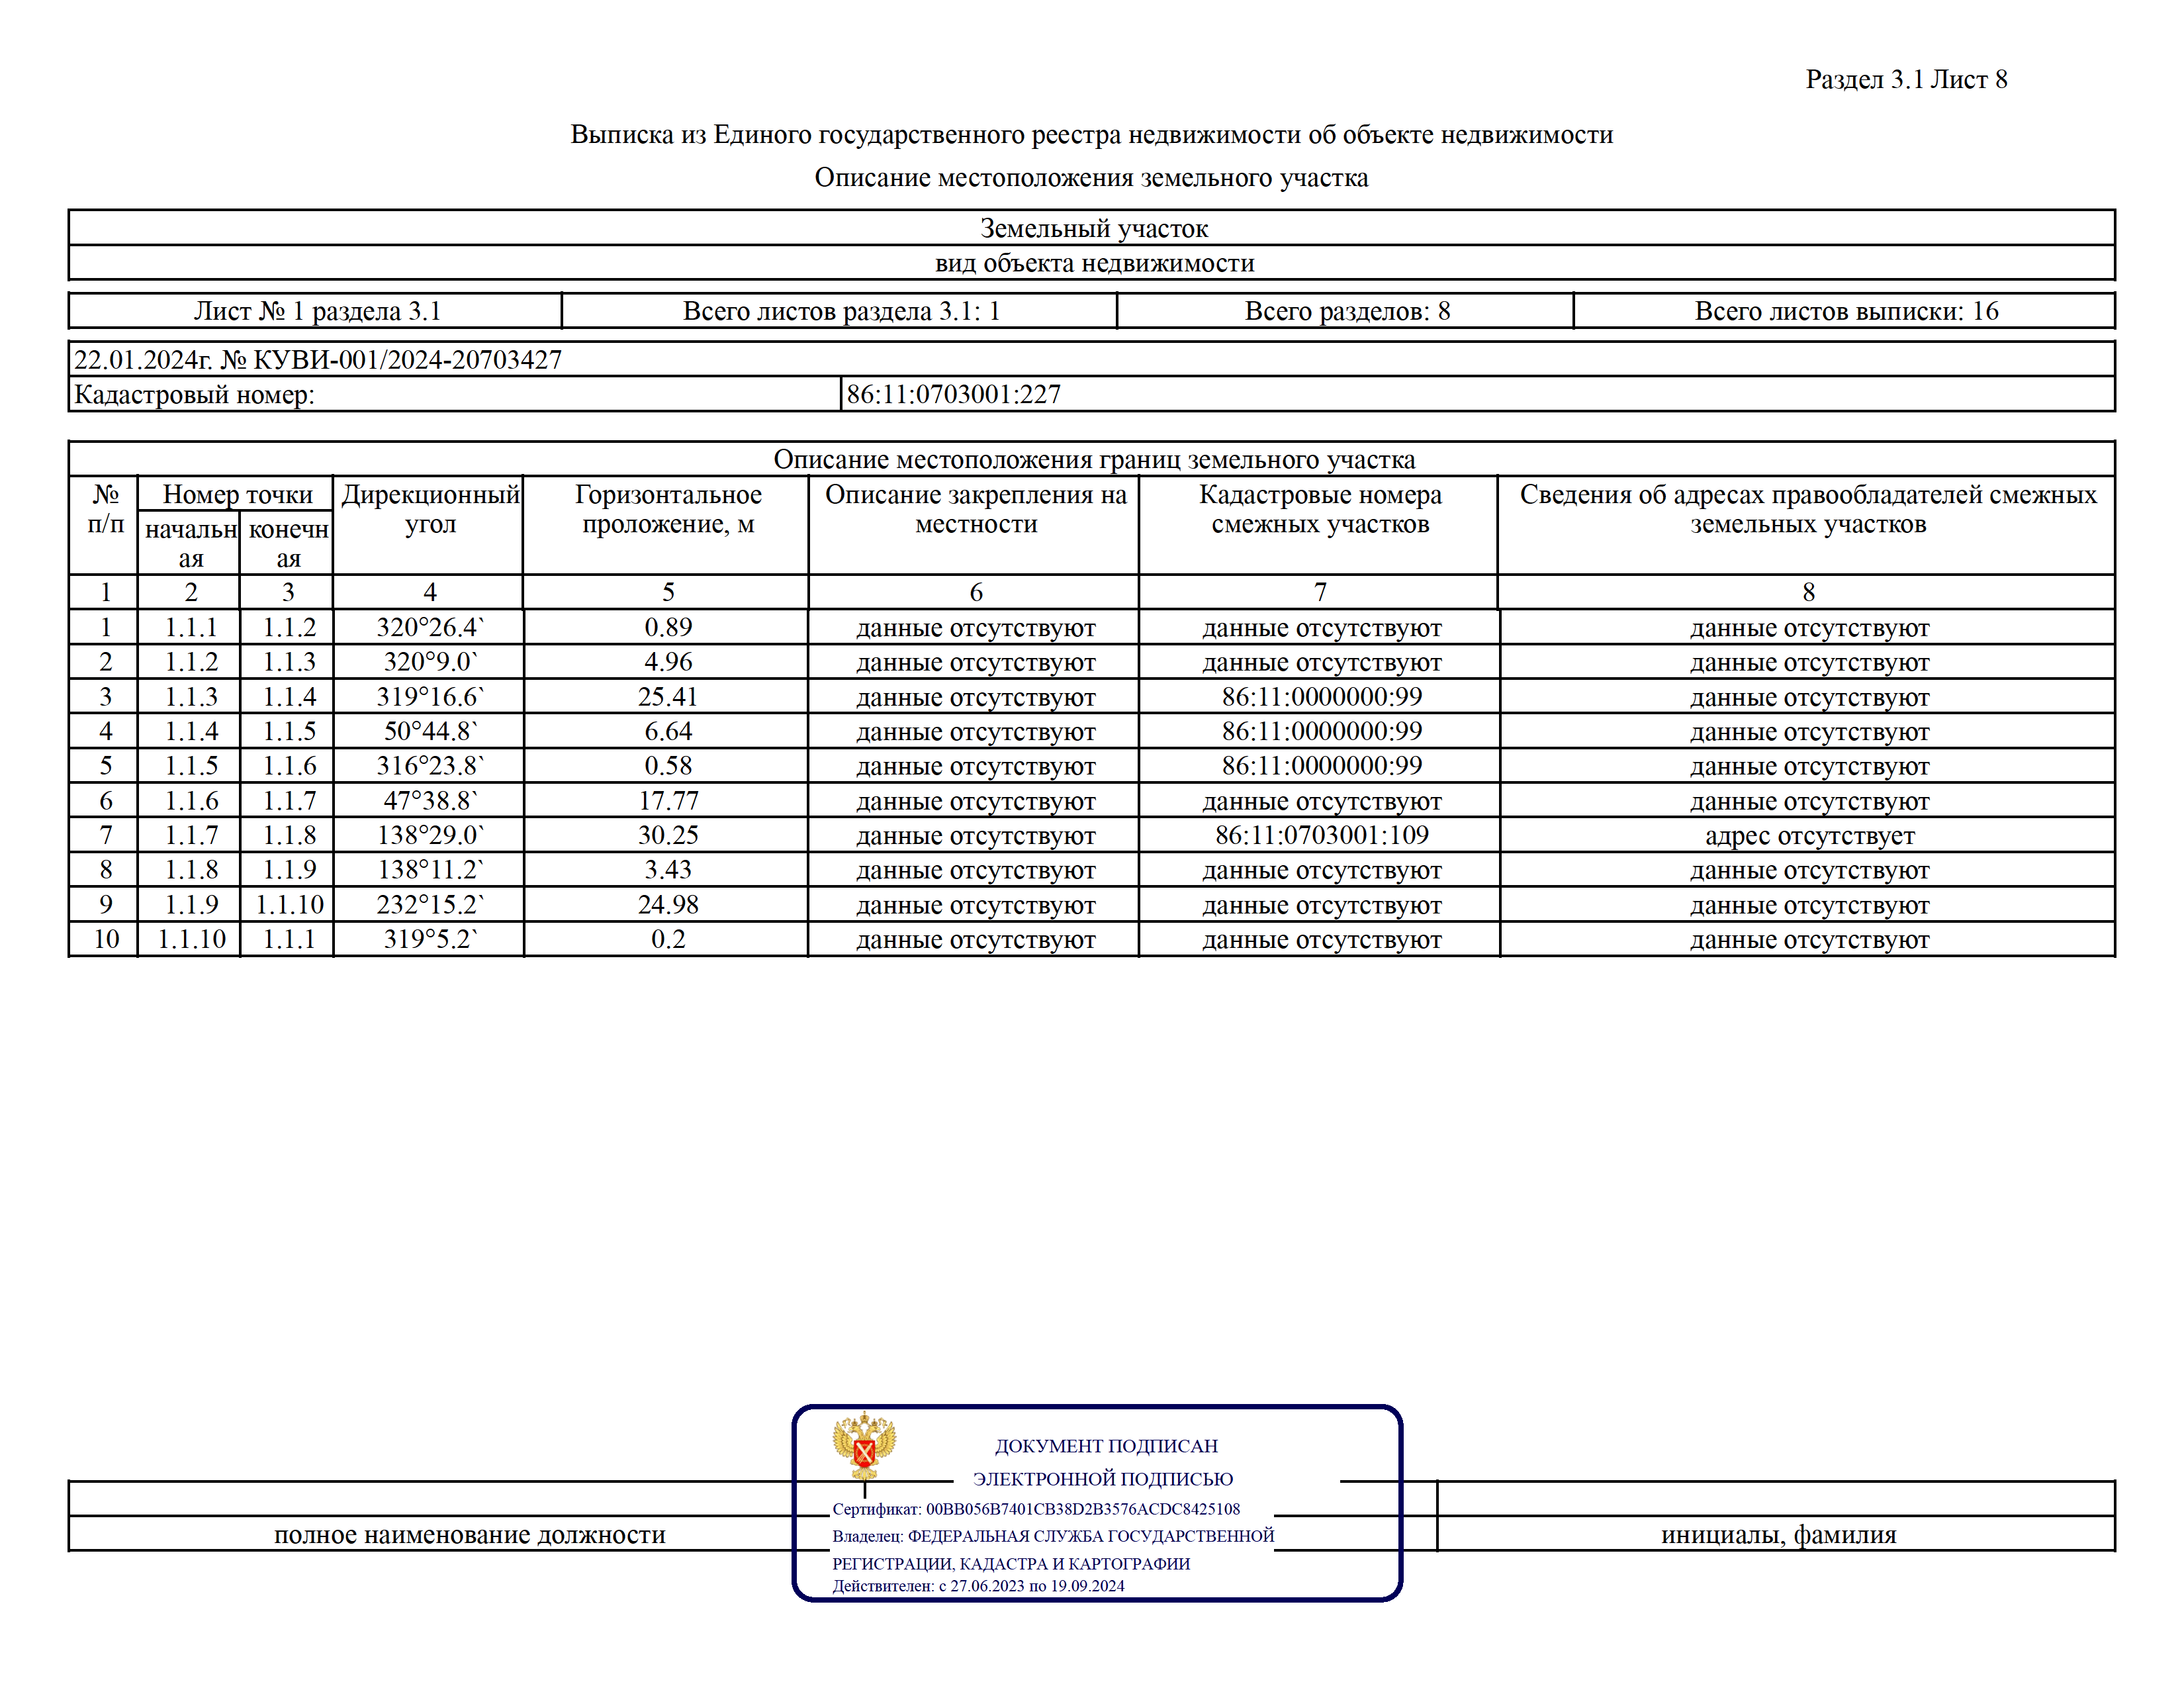 Раздел 3.1 Лист 8
Выписка из Единого государственного реестра недвижимости об объекте недвижимости
Описание местоположения земельного участка
Земельный участок
вид объекта недвижимости
Лист № 1 раздела 3.1 Всего листов раздела 3.1: 1 Всего разделов: 8 Всего листов выписки: 16
22.01.2024г. № КУВИ-001/2024-20703427
Кадастровый номер: 86:11:0703001:227
Описание местоположения границ земельного участка
№ Номер точки Дирекционный Горизонтальное Описание закрепления на Кадастровые номера Сведения об адресах правообладателей смежных
п/п начальн конечн угол проложение, м местности смежных участков земельных участков
ая ая
1 2 3 4 5 6 7 8
1 1.1.1 1.1.2 320°26.4` 0.89 данные отсутствуют данные отсутствуют данные отсутствуют
2 1.1.2 1.1.3 320°9.0` 4.96 данные отсутствуют данные отсутствуют данные отсутствуют
3 1.1.3 1.1.4 319°16.6` 25.41 данные отсутствуют 86:11:0000000:99 данные отсутствуют
4 1.1.4 1.1.5 50°44.8` 6.64 данные отсутствуют 86:11:0000000:99 данные отсутствуют
5 1.1.5 1.1.6 316°23.8` 0.58 данные отсутствуют 86:11:0000000:99 данные отсутствуют
6 1.1.6 1.1.7 47°38.8` 17.77 данные отсутствуют данные отсутствуют данные отсутствуют
7 1.1.7 1.1.8 138°29.0` 30.25 данные отсутствуют 86:11:0703001:109 адрес отсутствует
8 1.1.8 1.1.9 138°11.2` 3.43 данные отсутствуют данные отсутствуют данные отсутствуют
9 1.1.9 1.1.10 232°15.2` 24.98 данные отсутствуют данные отсутствуют данные отсутствуют
10 1.1.10 1.1.1 319°5.2` 0.2 данные отсутствуют данные отсутствуют данные отсутствуют
ДОКУМЕНТ ПОДПИСАН
ЭЛЕКТРОННОЙ ПОДПИСЬЮ
Сертификат: 00BB056B7401CB38D2B3576ACDC8425108
полное наименование должности Владелец: ФЕДЕРАЛЬНАЯ СЛУЖБА ГОСУДАРСТВЕННОЙ инициалы, фамилия
РЕГИСТРАЦИИ, КАДАСТРА И КАРТОГРАФИИ
Действителен: с 27.06.2023 по 19.09.2024